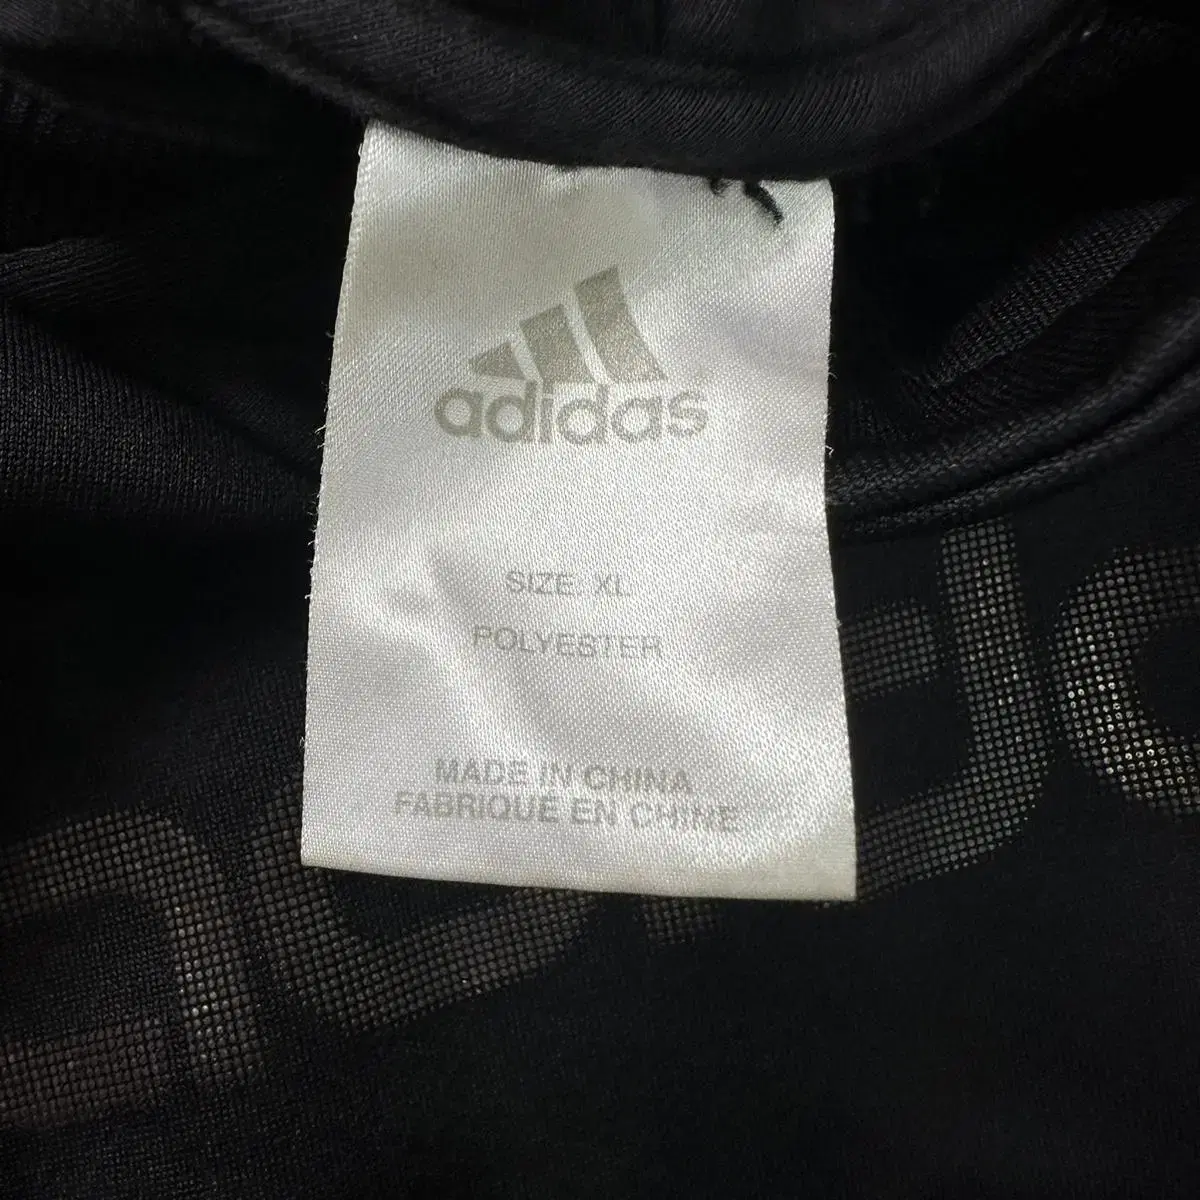 adidas
SIZE: XL
POLYESTER
MADE IN CHINA
FABRIQUÉ EN CHINE